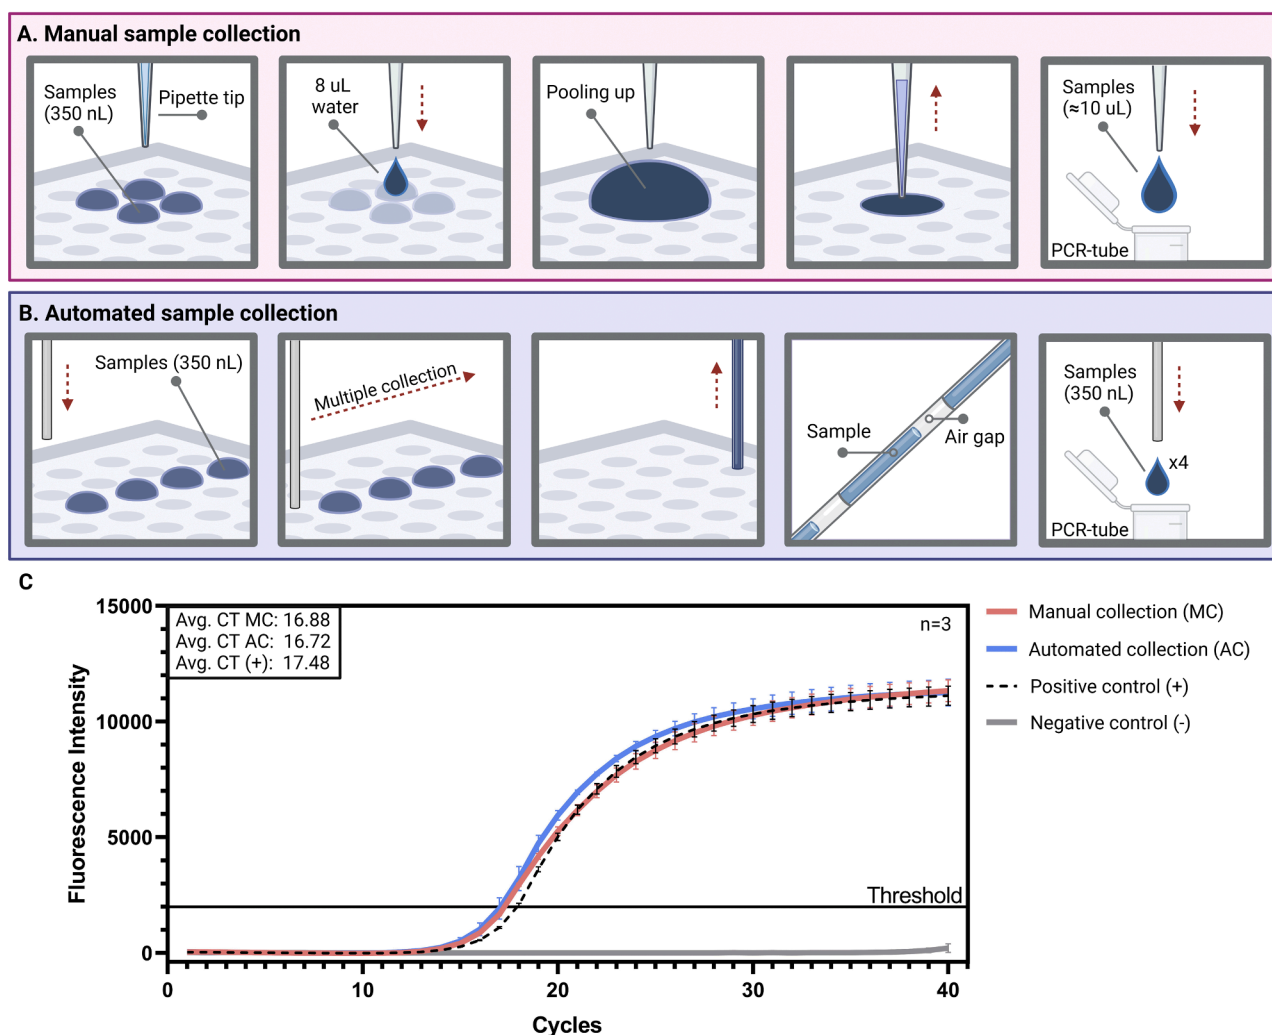 A. Manual sample collection
Samples
(350 nL)
Pipette tip
8 uL
water
Pooling up
Samples
(≈10 uL)
PCR-tube
B. Automated sample collection
Samples (350 nL)
Multiple collection
Sample
Air gap
Samples
(350 nL)
x4
PCR-tube
C
Avg. CT MC: 16.88
Avg. CT AC: 16.72
Avg. CT (+): 17.48
n=3
Manual collection (MC)
Automated collection (AC)
Positive control (+)
Negative control (-)
Fluorescence Intensity
15000
10000
5000
0
Threshold
0 10 20 30 40
Cycles